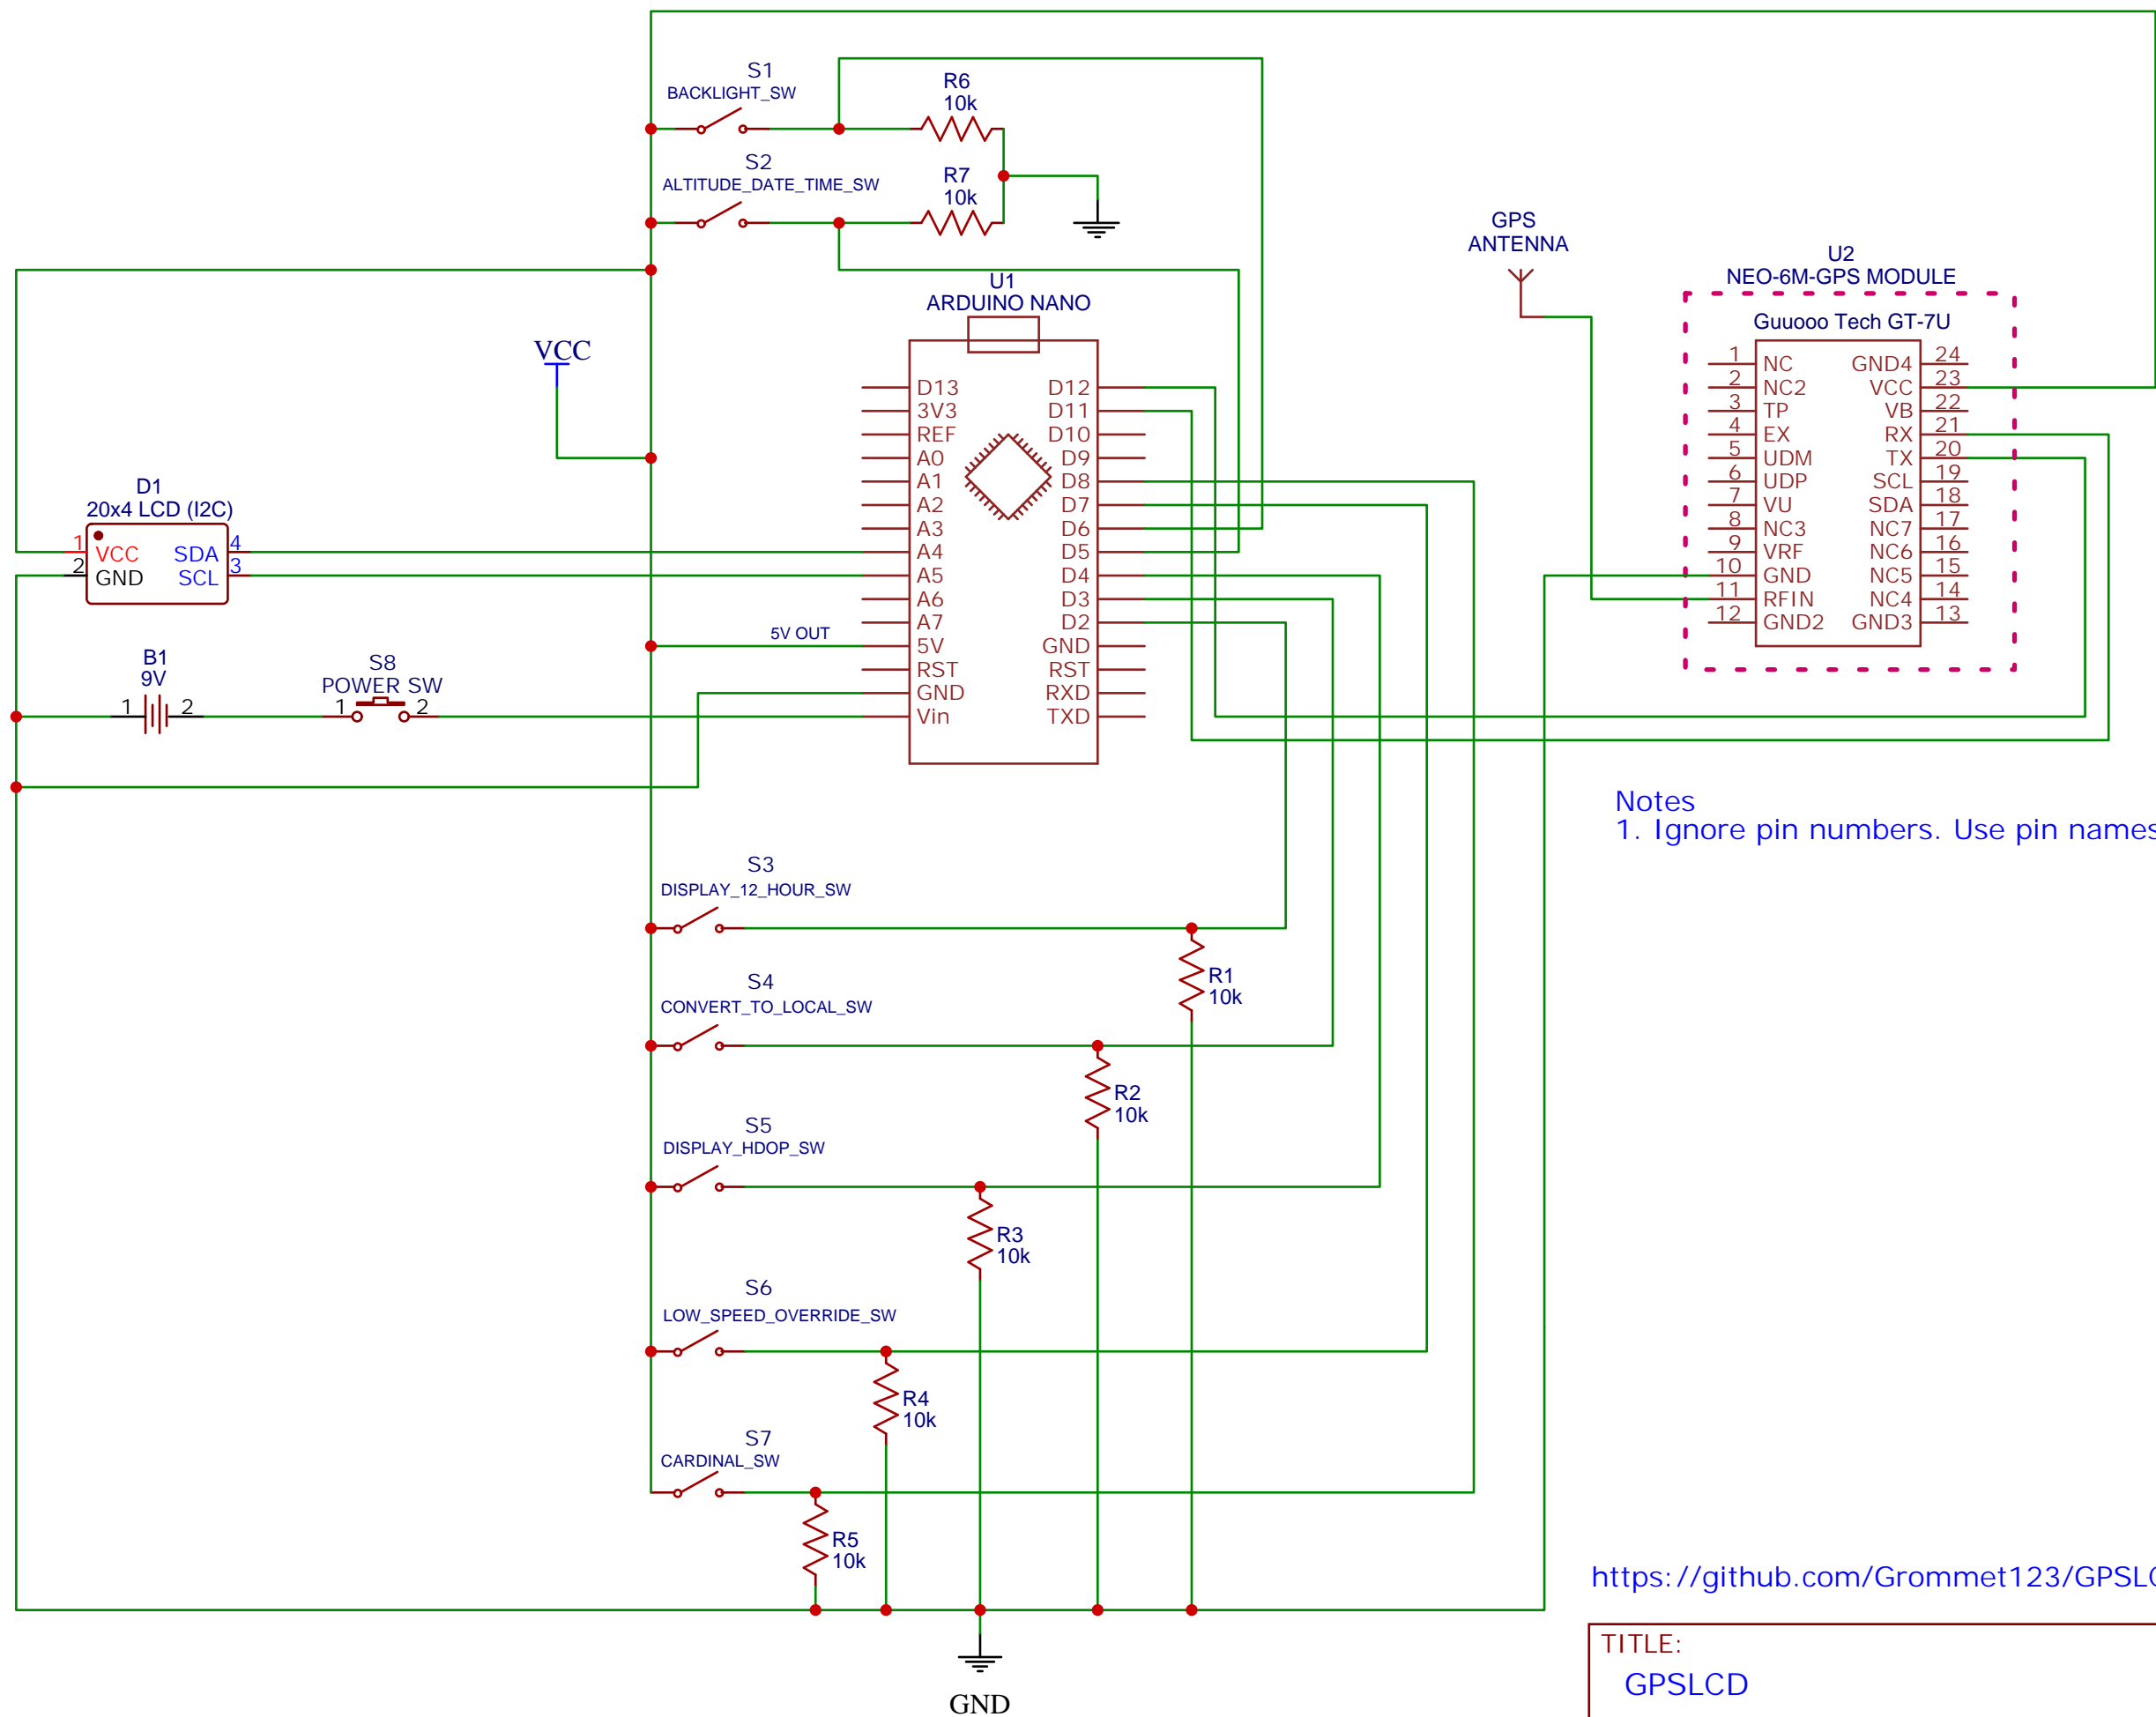 S1
BACKLIGHT_SW
R6
10k
S2
ALTITUDE_DATE_TIME_SW
R7
10k
GPS
ANTENNA
U2
NEO-6M-GPS MODULE
Guuooo Tech GT-7U
1 NC GND4 24
2 NC2 VCC 23
3 TP VB 22
4 EX RX 21
5 UDM TX 20
6 UDP SCL 19
7 VU SDA 18
8 NC3 NC7 17
9 VRF NC6 16
10 GND NC5 15
11 RFIN NC4 14
12 GND2 GND3 13
U1
ARDUINO NANO
D13 D12
3V3 D11
REF D10
A0 D9
A1 D8
A2 D7
A3 D6
A4 D5
A5 D4
A6 D3
A7 D2
5V GND
RST RST
GND RXD
Vin TXD
5V OUT
VCC
D1
20x4 LCD (I2C)
1 VCC SDA 4
2 GND SCL 3
B1
9V
1 2
S8
POWER SW
1 2
Notes
1. Ignore pin numbers. Use pin names
S3
DISPLAY_12_HOUR_SW
R1
10k
S4
CONVERT_TO_LOCAL_SW
R2
10k
S5
DISPLAY_HDOP_SW
R3
10k
S6
LOW_SPEED_OVERRIDE_SW
R4
10k
S7
CARDINAL_SW
R5
10k
GND
https://github.com/Grommet123/GPSLC
TITLE:
GPSLCD